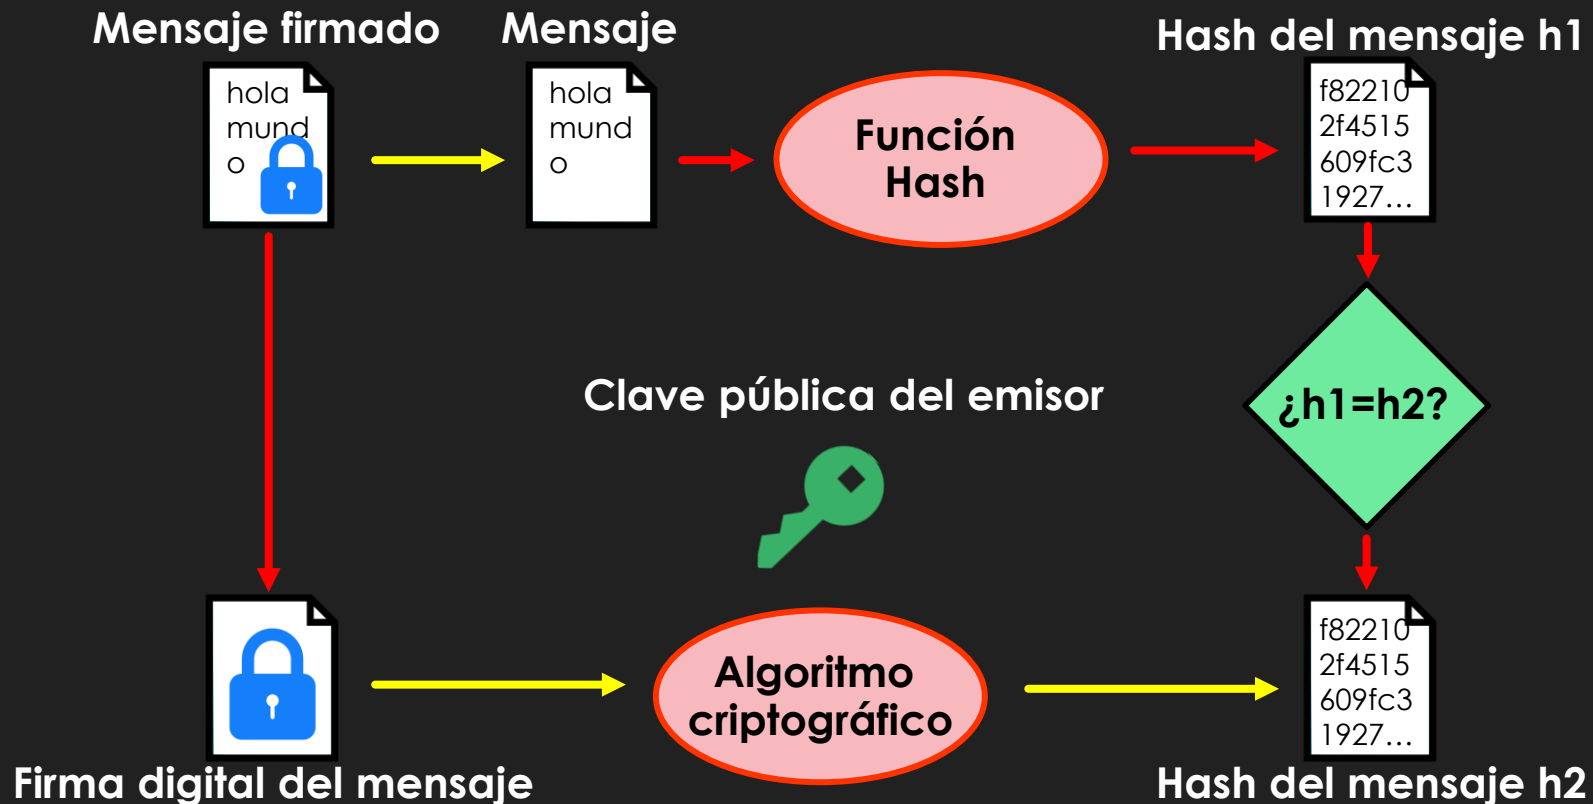 Mensaje firmado
Mensaje
Hash del mensaje h1
hola
mund
o
hola
mund
o
Función
Hash
f82210
2f4515
609fc3
1927...
Clave pública del emisor
¿h1=h2?
Algoritmo
criptográfico
f82210
2f4515
609fc3
1927...
Firma digital del mensaje
Hash del mensaje h2